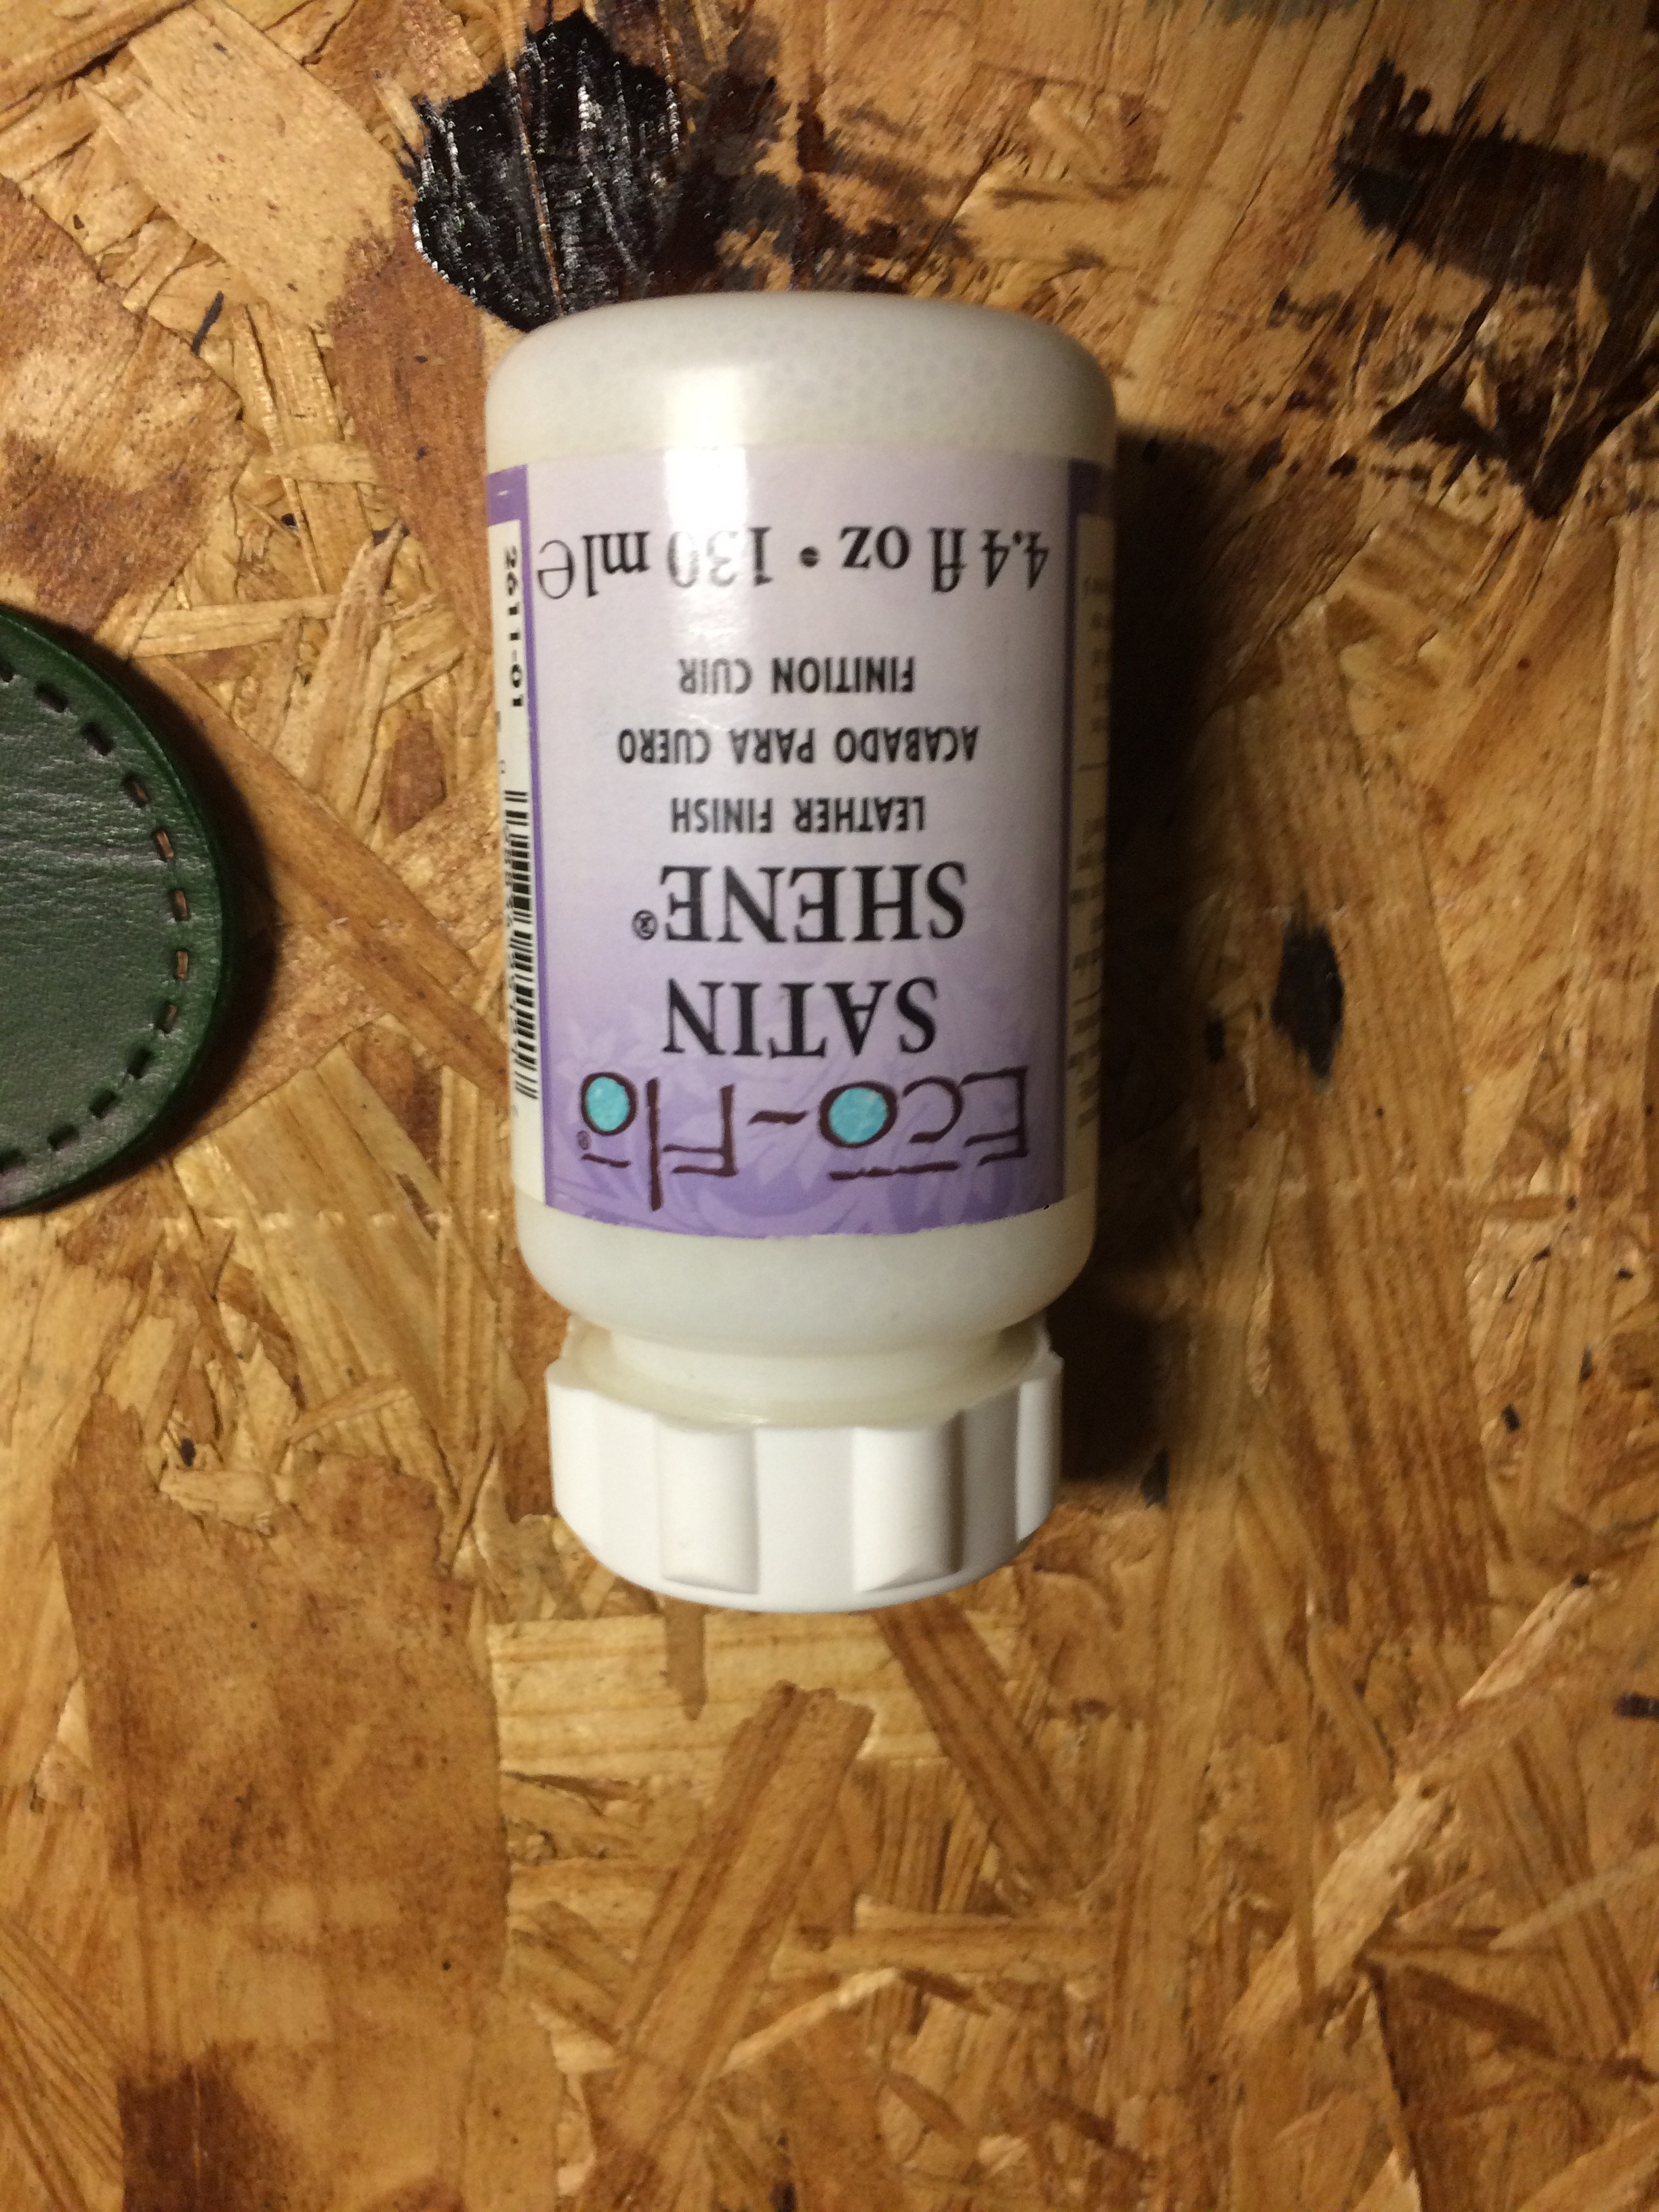 Eco-Flo®
SATIN
SHENE®
LEATHER FINISH
ACABADO PARA CUERO
FINITION CUIR
4.4 fl oz • 130 ml℮
2611-01